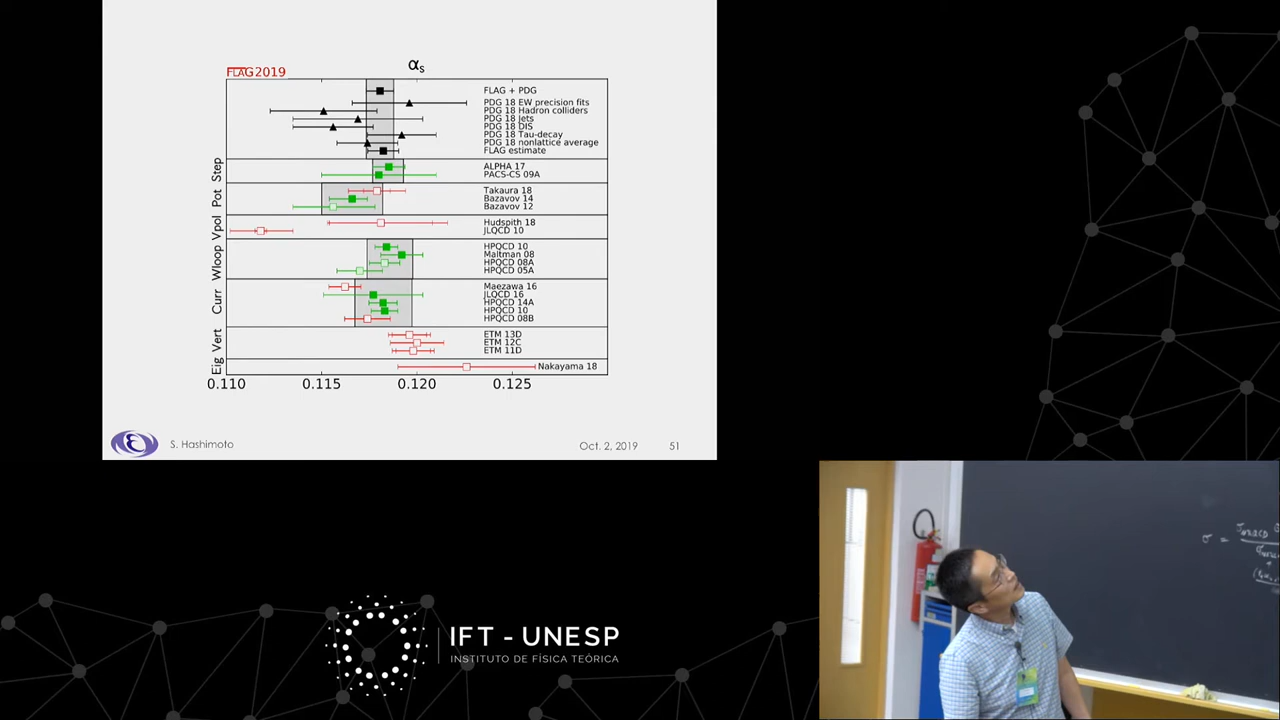 FLAG2019
αs
FLAG + PDG
PDG 18 EW precision fits
PDG 18 Hadron colliders
PDG 18 Jets
PDG 18 DIS
PDG 18 Tau-decay
PDG 18 nonlattice average
FLAG estimate
Step
ALPHA 17
PACS-CS 09A
Pot
Takaura 18
Bazavov 14
Bazavov 12
Vpol
Hudspith 18
JLQCD 10
Wloop
HPQCD 10
Maltman 08
HPQCD 08A
HPQCD 05A
Curr
Maezawa 16
JLQCD 16
HPQCD 14A
HPQCD 10
HPQCD 08B
Vert
ETM 13D
ETM 12C
ETM 11D
Eig
Nakayama 18
0.110 0.115 0.120 0.125
S. Hashimoto
Oct. 2, 2019 51
σ =
IFT - UNESP
INSTITUTO DE FÍSICA TEÓRICA